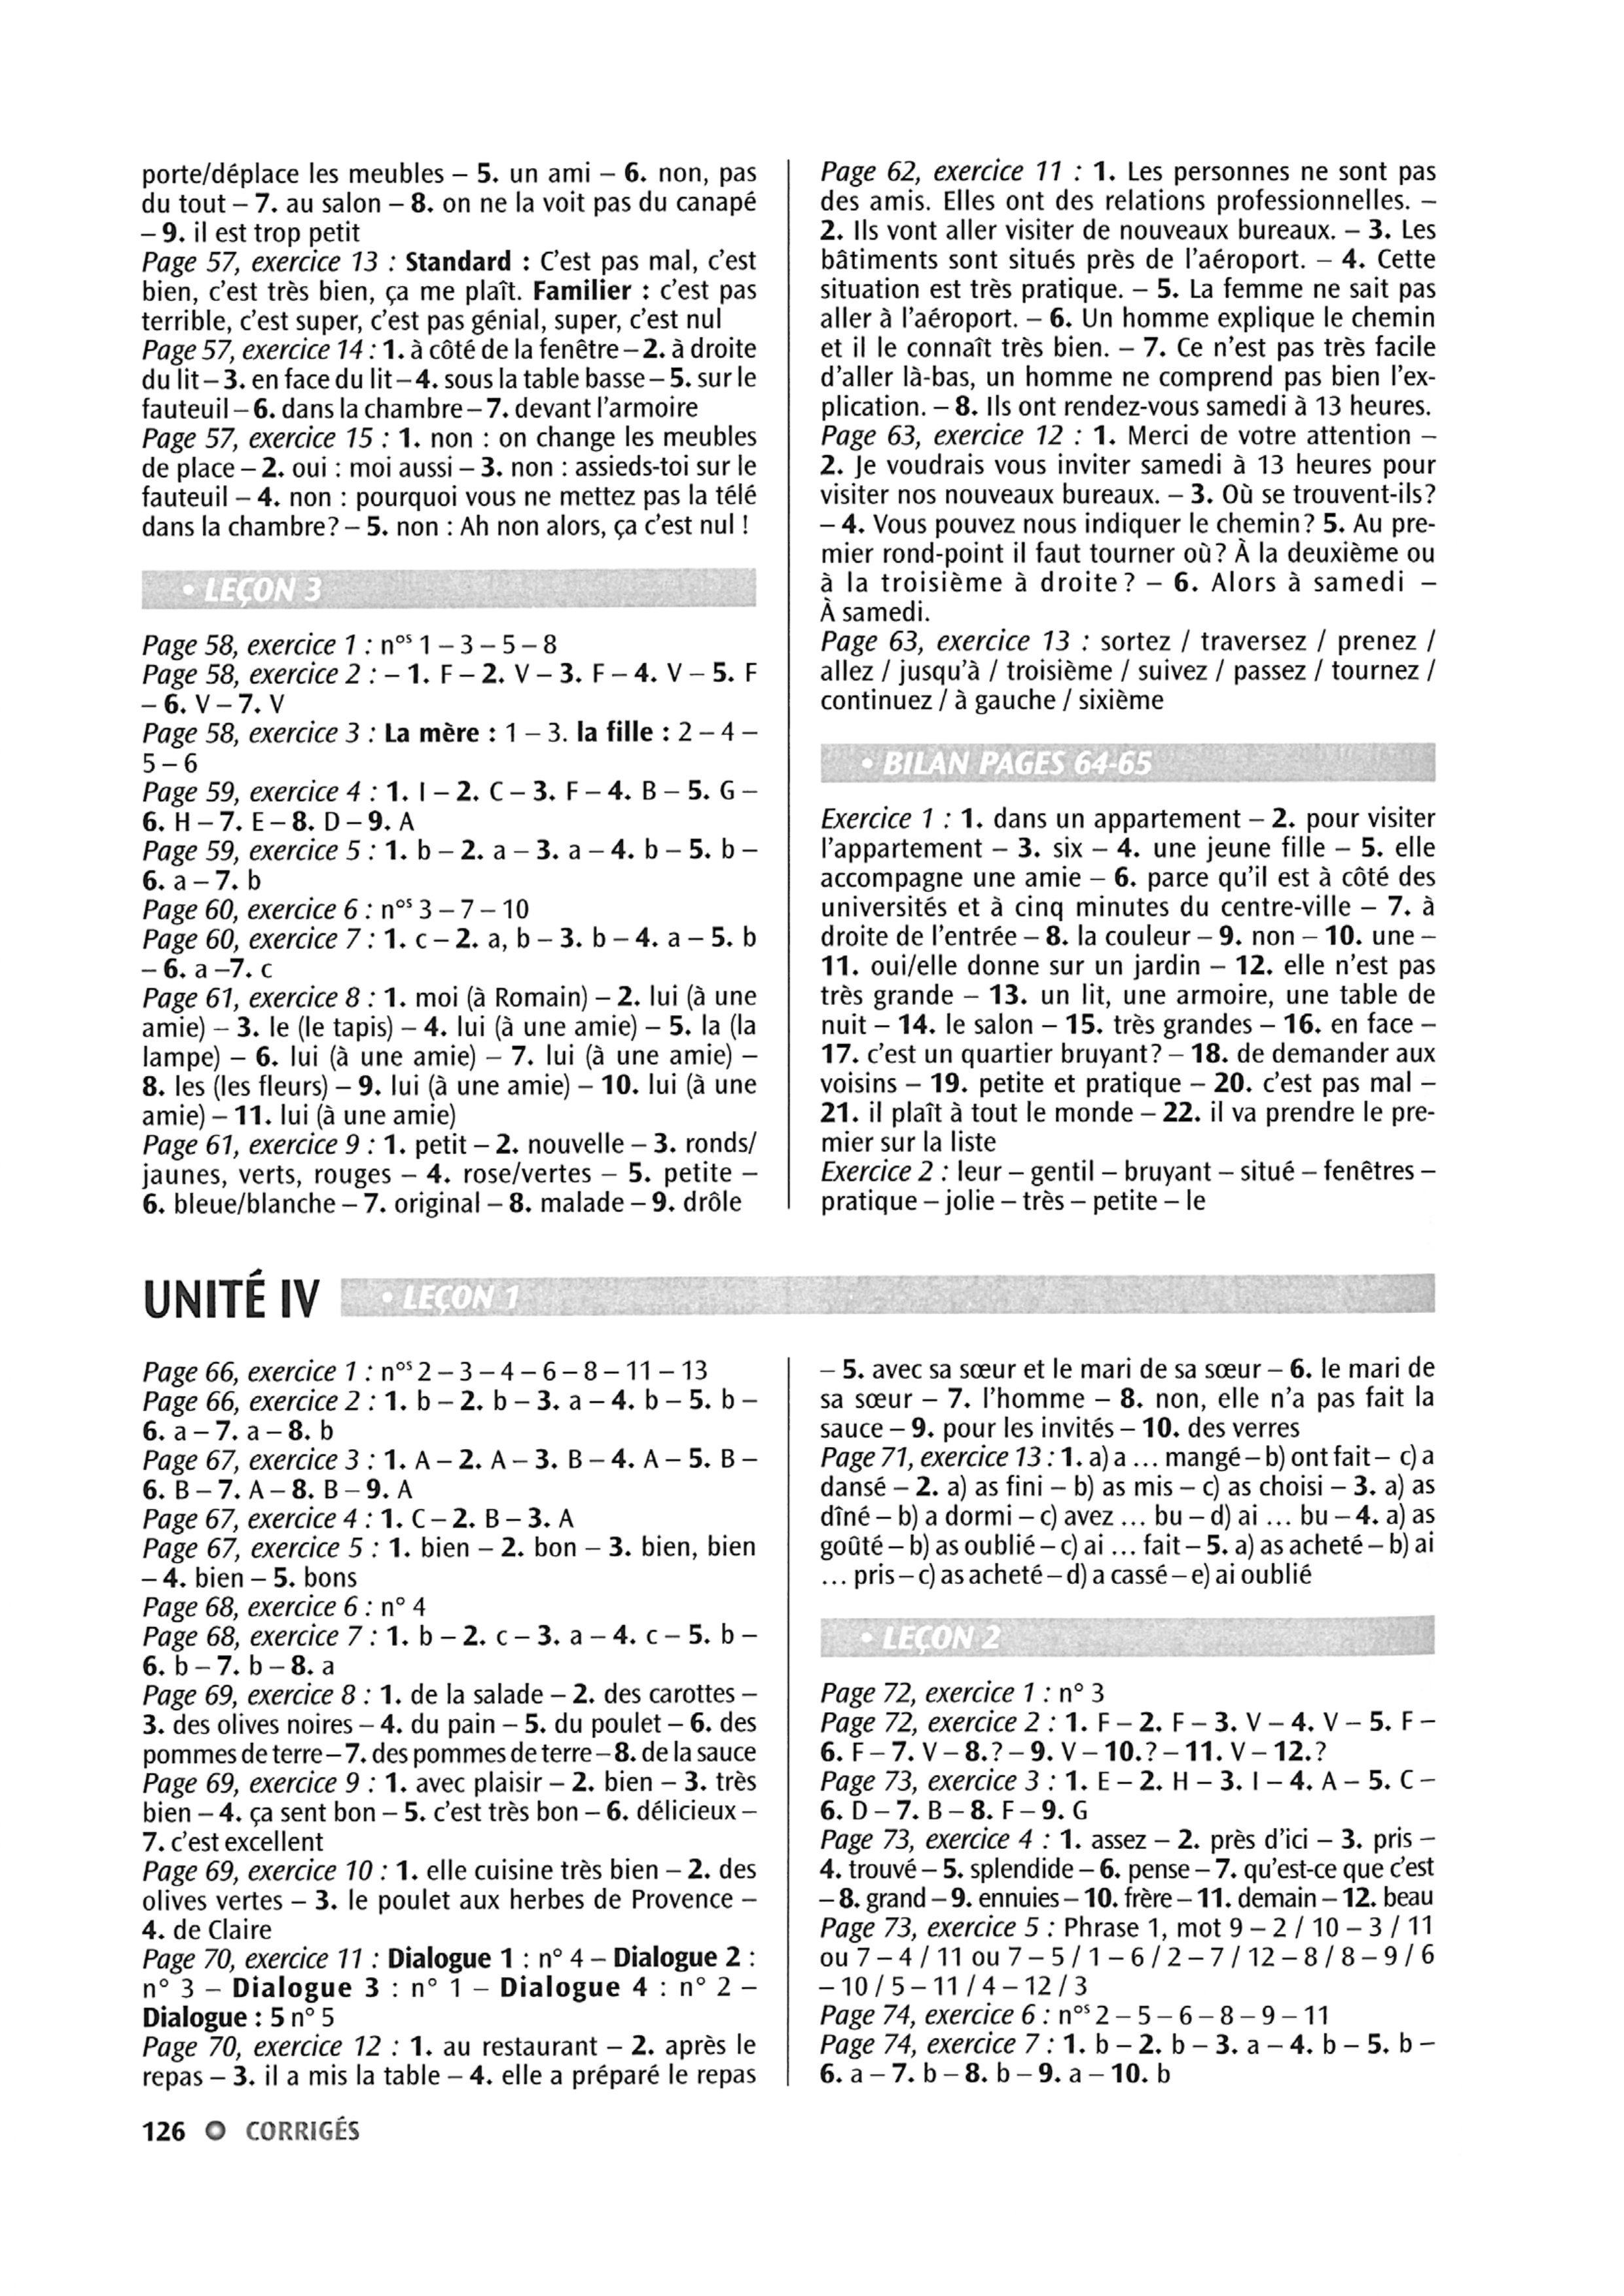 porte/déplace les meubles – 5. un ami – 6. non, pas
du tout – 7. au salon – 8. on ne la voit pas du canapé
– 9. il est trop petit
Page 57, exercice 13 : Standard : C'est pas mal, c'est
bien, c'est très bien, ça me plaît. Familier : c'est pas
terrible, c'est super, c'est pas génial, super, c'est nul
Page 57, exercice 14 : 1. à côté de la fenêtre – 2. à droite
du lit – 3. en face du lit – 4. sous la table basse – 5. sur le
fauteuil – 6. dans la chambre – 7. devant l'armoire
Page 57, exercice 15 : 1. non : on change les meubles
de place – 2. oui : moi aussi – 3. non : assieds-toi sur le
fauteuil – 4. non : pourquoi vous ne mettez pas la télé
dans la chambre? – 5. non : Ah non alors, ça c'est nul !
• LEÇON 3
Page 58, exercice 1 : nos 1 – 3 – 5 – 8
Page 58, exercice 2 : – 1. F – 2. V – 3. F – 4. V – 5. F
– 6. V – 7. V
Page 58, exercice 3 : La mère : 1 – 3. la fille : 2 – 4 –
5 – 6
Page 59, exercice 4 : 1. I – 2. C – 3. F – 4. B – 5. G –
6. H – 7. E – 8. D – 9. A
Page 59, exercice 5 : 1. b – 2. a – 3. a – 4. b – 5. b –
6. a – 7. b
Page 60, exercice 6 : nos 3 – 7 – 10
Page 60, exercice 7 : 1. c – 2. a, b – 3. b – 4. a – 5. b
– 6. a –7. c
Page 61, exercice 8 : 1. moi (à Romain) – 2. lui (à une
amie) – 3. le (le tapis) – 4. lui (à une amie) – 5. la (la
lampe) – 6. lui (à une amie) – 7. lui (à une amie) –
8. les (les fleurs) – 9. lui (à une amie) – 10. lui (à une
amie) – 11. lui (à une amie)
Page 61, exercice 9 : 1. petit – 2. nouvelle – 3. ronds/
jaunes, verts, rouges – 4. rose/vertes – 5. petite –
6. bleue/blanche – 7. original – 8. malade – 9. drôle
Page 62, exercice 11 : 1. Les personnes ne sont pas
des amis. Elles ont des relations professionnelles. –
2. Ils vont aller visiter de nouveaux bureaux. – 3. Les
bâtiments sont situés près de l'aéroport. – 4. Cette
situation est très pratique. – 5. La femme ne sait pas
aller à l'aéroport. – 6. Un homme explique le chemin
et il le connaît très bien. – 7. Ce n'est pas très facile
d'aller là-bas, un homme ne comprend pas bien l'ex-
plication. – 8. Ils ont rendez-vous samedi à 13 heures.
Page 63, exercice 12 : 1. Merci de votre attention –
2. Je voudrais vous inviter samedi à 13 heures pour
visiter nos nouveaux bureaux. – 3. Où se trouvent-ils?
– 4. Vous pouvez nous indiquer le chemin? 5. Au pre-
mier rond-point il faut tourner où? À la deuxième ou
à la troisième à droite? – 6. Alors à samedi –
À samedi.
Page 63, exercice 13 : sortez / traversez / prenez /
allez / jusqu'à / troisième / suivez / passez / tournez /
continuez / à gauche / sixième
• BILAN PAGES 64-65
Exercice 1 : 1. dans un appartement – 2. pour visiter
l'appartement – 3. six – 4. une jeune fille – 5. elle
accompagne une amie – 6. parce qu'il est à côté des
universités et à cinq minutes du centre-ville – 7. à
droite de l'entrée – 8. la couleur – 9. non – 10. une –
11. oui/elle donne sur un jardin – 12. elle n'est pas
très grande – 13. un lit, une armoire, une table de
nuit – 14. le salon – 15. très grandes – 16. en face –
17. c'est un quartier bruyant? – 18. de demander aux
voisins – 19. petite et pratique – 20. c'est pas mal –
21. il plaît à tout le monde – 22. il va prendre le pre-
mier sur la liste
Exercice 2 : leur – gentil – bruyant – situé – fenêtres –
pratique – jolie – très – petite – le
UNITÉ IV • LEÇON 1
Page 66, exercice 1 : nos 2 – 3 – 4 – 6 – 8 – 11 – 13
Page 66, exercice 2 : 1. b – 2. b – 3. a – 4. b – 5. b –
6. a – 7. a – 8. b
Page 67, exercice 3 : 1. A – 2. A – 3. B – 4. A – 5. B –
6. B – 7. A – 8. B – 9. A
Page 67, exercice 4 : 1. C – 2. B – 3. A
Page 67, exercice 5 : 1. bien – 2. bon – 3. bien, bien
– 4. bien – 5. bons
Page 68, exercice 6 : n° 4
Page 68, exercice 7 : 1. b – 2. c – 3. a – 4. c – 5. b –
6. b – 7. b – 8. a
Page 69, exercice 8 : 1. de la salade – 2. des carottes –
3. des olives noires – 4. du pain – 5. du poulet – 6. des
pommes de terre – 7. des pommes de terre – 8. de la sauce
Page 69, exercice 9 : 1. avec plaisir – 2. bien – 3. très
bien – 4. ça sent bon – 5. c'est très bon – 6. délicieux –
7. c'est excellent
Page 69, exercice 10 : 1. elle cuisine très bien – 2. des
olives vertes – 3. le poulet aux herbes de Provence –
4. de Claire
Page 70, exercice 11 : Dialogue 1 : n° 4 – Dialogue 2 :
n° 3 – Dialogue 3 : n° 1 – Dialogue 4 : n° 2 –
Dialogue : 5 n° 5
Page 70, exercice 12 : 1. au restaurant – 2. après le
repas – 3. il a mis la table – 4. elle a préparé le repas
– 5. avec sa sœur et le mari de sa sœur – 6. le mari de
sa sœur – 7. l'homme – 8. non, elle n'a pas fait la
sauce – 9. pour les invités – 10. des verres
Page 71, exercice 13 : 1. a) a ... mangé – b) ont fait – c) a
dansé – 2. a) as fini – b) as mis – c) as choisi – 3. a) as
dîné – b) a dormi – c) avez ... bu – d) ai ... bu – 4. a) as
goûté – b) as oublié – c) ai ... fait – 5. a) as acheté – b) ai
... pris – c) as acheté – d) a cassé – e) ai oublié
• LEÇON 2
Page 72, exercice 1 : n° 3
Page 72, exercice 2 : 1. F – 2. F – 3. V – 4. V – 5. F –
6. F – 7. V – 8.? – 9. V – 10.? – 11. V – 12.?
Page 73, exercice 3 : 1. E – 2. H – 3. I – 4. A – 5. C –
6. D – 7. B – 8. F – 9. G
Page 73, exercice 4 : 1. assez – 2. près d'ici – 3. pris –
4. trouvé – 5. splendide – 6. pense – 7. qu'est-ce que c'est
– 8. grand – 9. ennuies – 10. frère – 11. demain – 12. beau
Page 73, exercice 5 : Phrase 1, mot 9 – 2 / 10 – 3 / 11
ou 7 – 4 / 11 ou 7 – 5 / 1 – 6 / 2 – 7 / 12 – 8 / 8 – 9 / 6
– 10 / 5 – 11 / 4 – 12 / 3
Page 74, exercice 6 : nos 2 – 5 – 6 – 8 – 9 – 11
Page 74, exercice 7 : 1. b – 2. b – 3. a – 4. b – 5. b –
6. a – 7. b – 8. b – 9. a – 10. b
126 CORRIGÉS